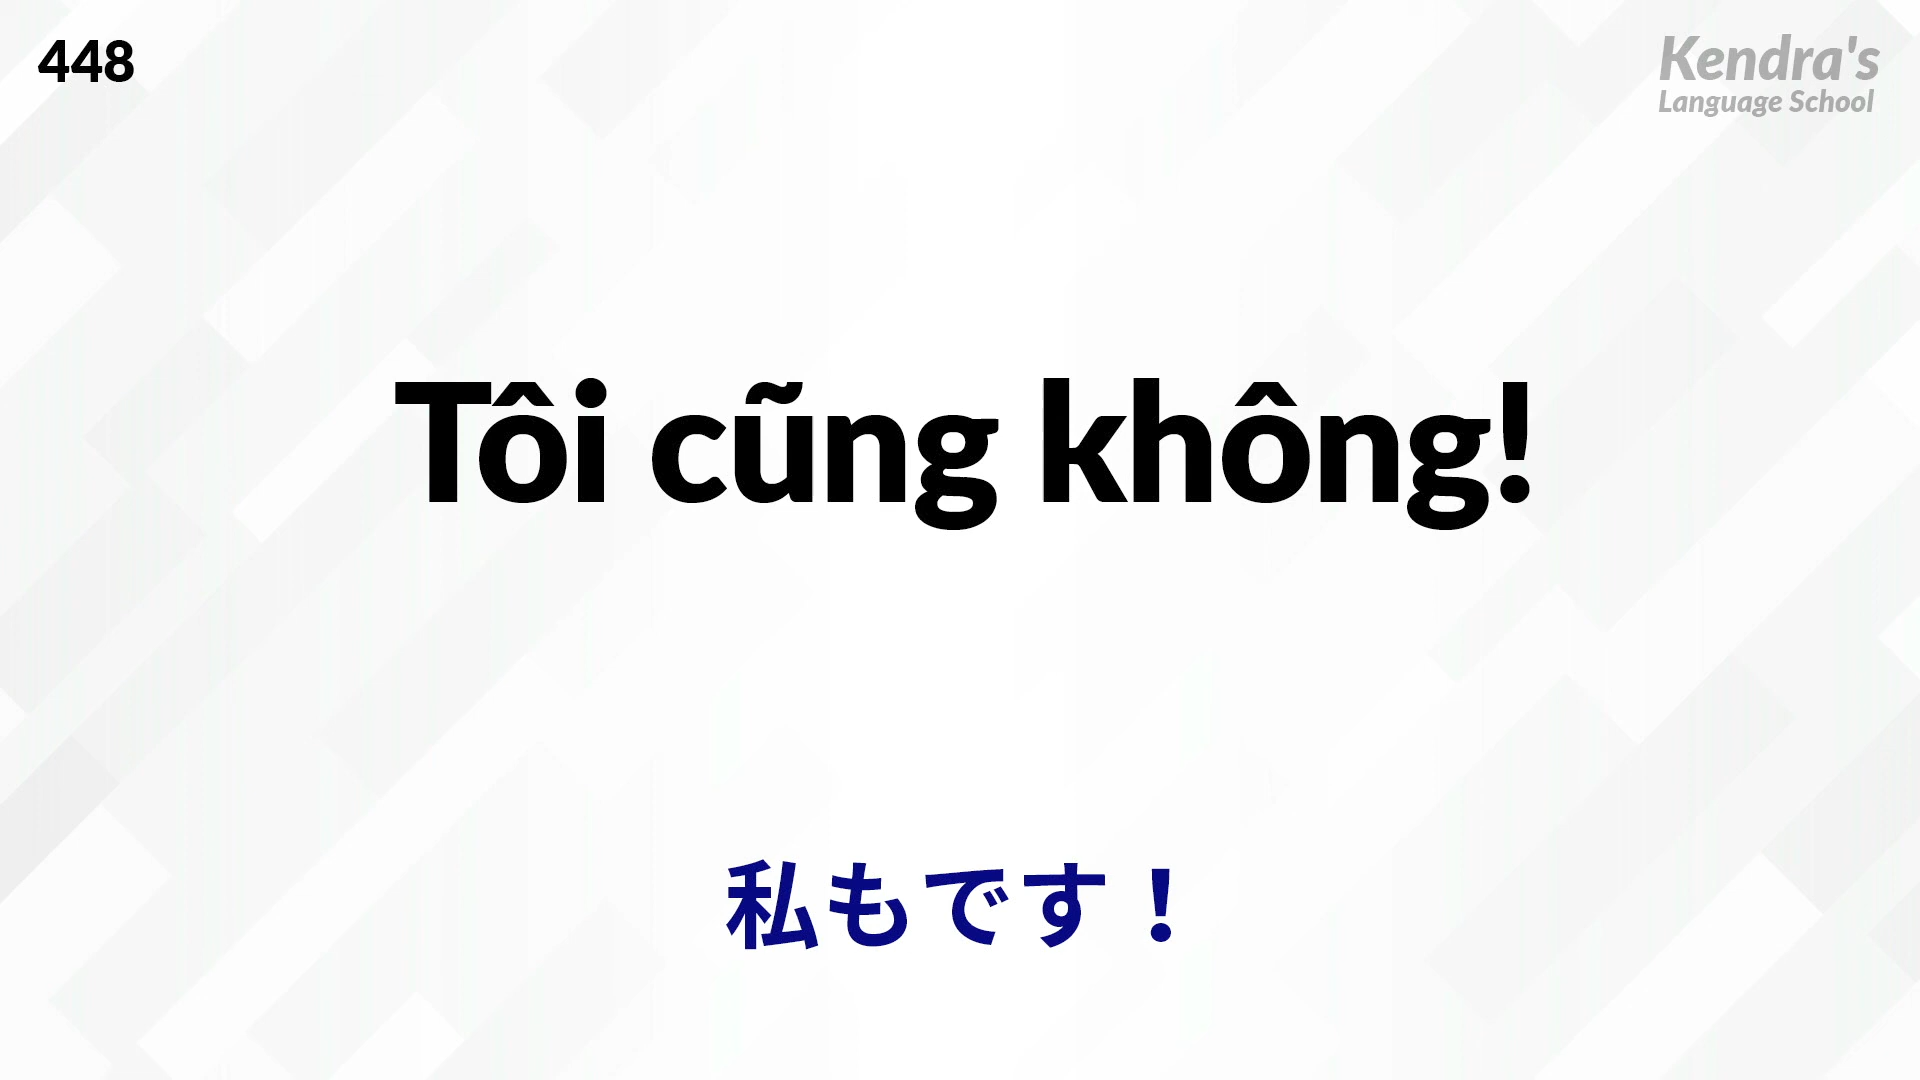 448
Kendra's
Language School
Tôi cũng không!
私もです！